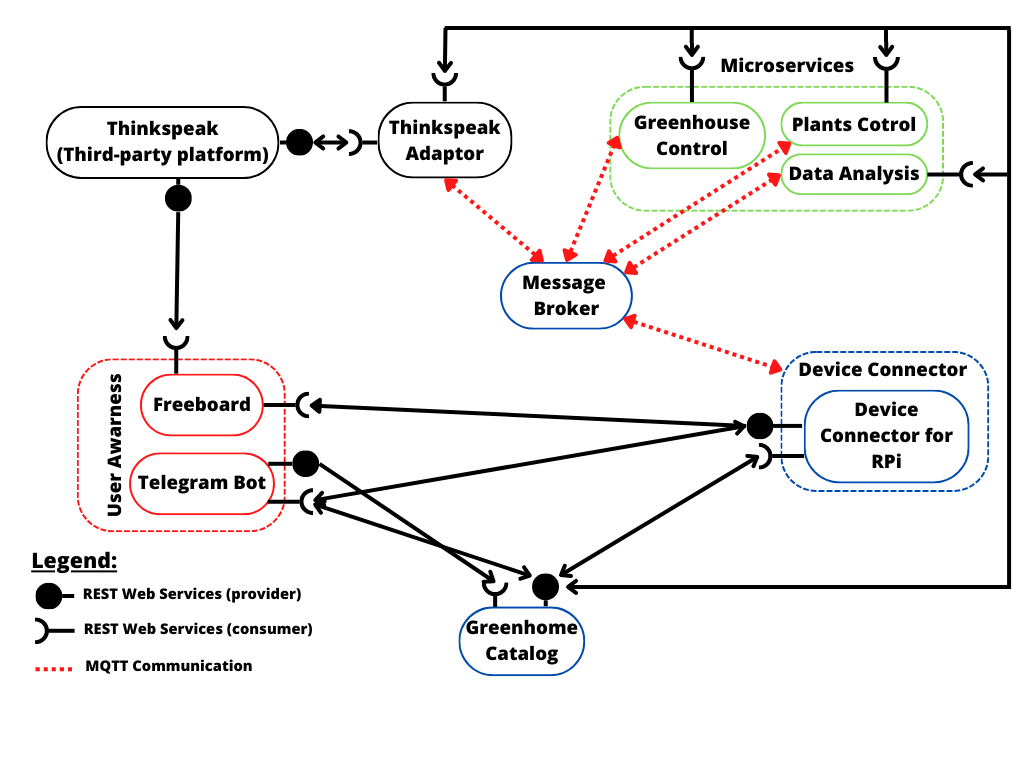 Microservices
Thinkspeak
(Third-party platform)
Thinkspeak
Adaptor
Greenhouse
Control
Plants Cotrol
Data Analysis
Message
Broker
User Awarness
Freeboard
Telegram Bot
Device Connector
Device
Connector for
RPi
Greenhome
Catalog
Legend:
REST Web Services (provider)
REST Web Services (consumer)
MQTT Communication